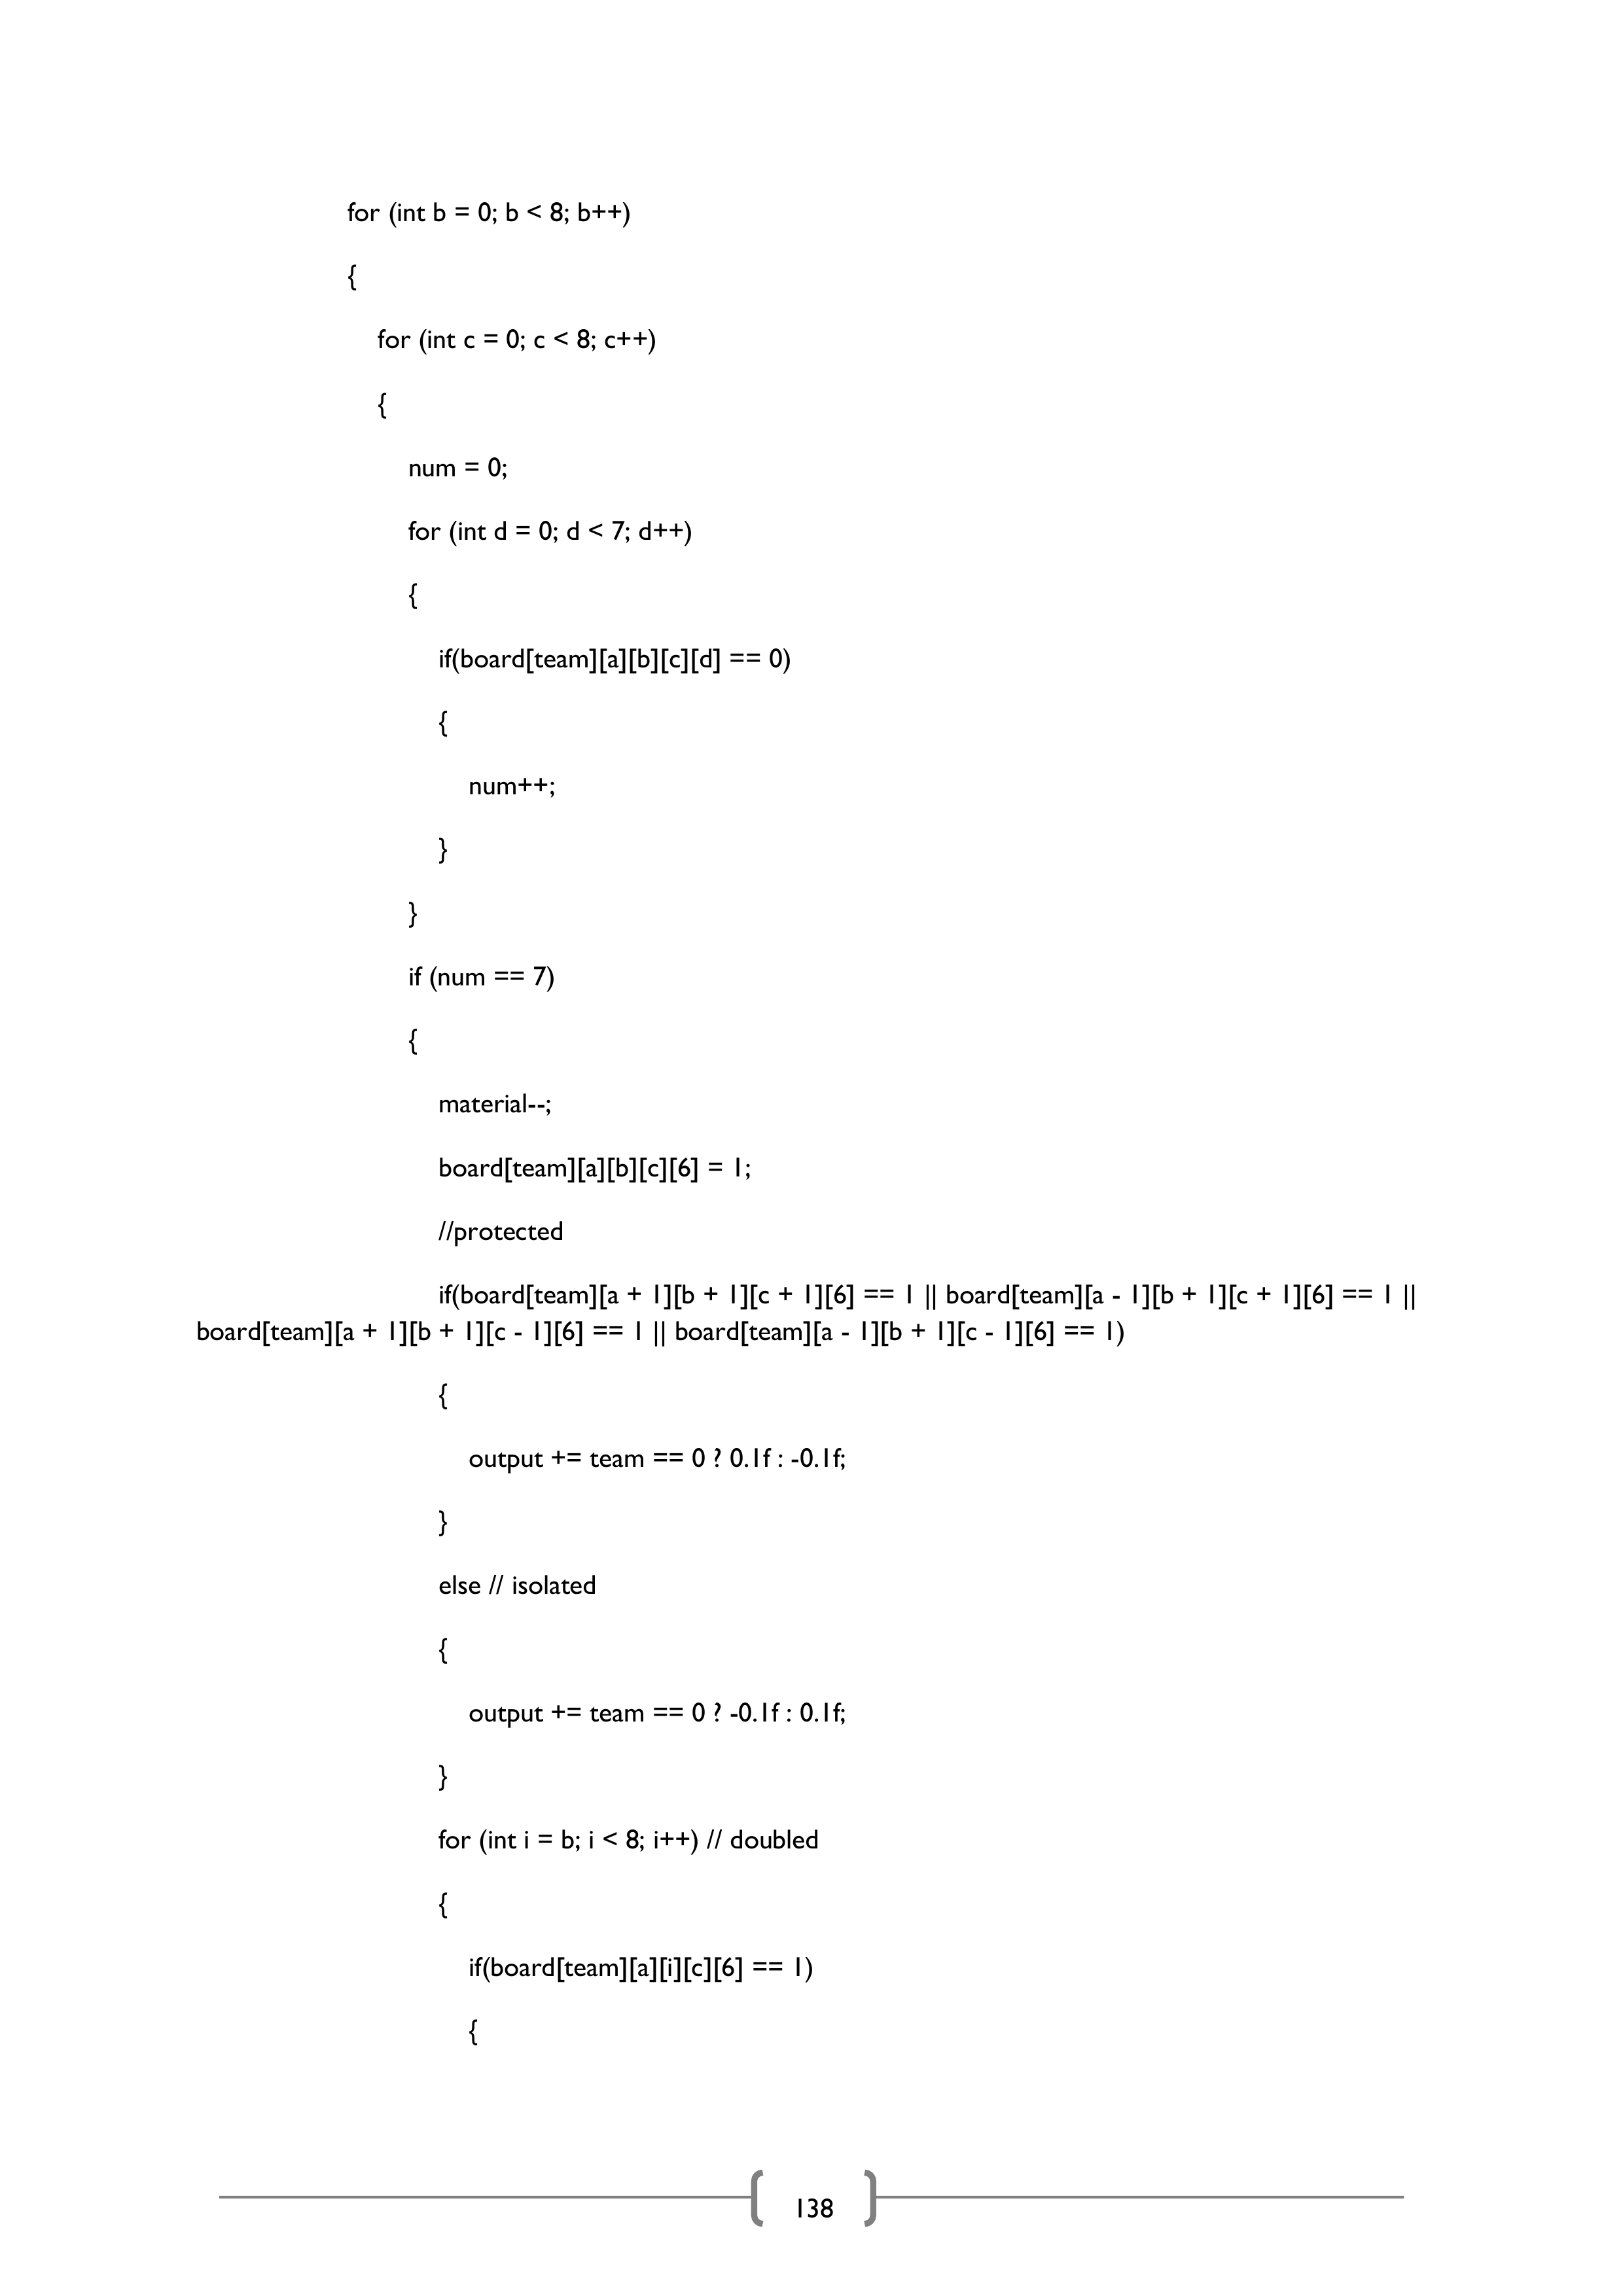 for (int b = 0; b < 8; b++)
{
for (int c = 0; c < 8; c++)
{
num = 0;
for (int d = 0; d < 7; d++)
{
if(board[team][a][b][c][d] == 0)
{
num++;
}
}
if (num == 7)
{
material--;
board[team][a][b][c][6] = 1;
//protected
if(board[team][a + 1][b + 1][c + 1][6] == 1 || board[team][a - 1][b + 1][c + 1][6] == 1 ||
board[team][a + 1][b + 1][c - 1][6] == 1 || board[team][a - 1][b + 1][c - 1][6] == 1)
{
output += team == 0 ? 0.1f : -0.1f;
}
else // isolated
{
output += team == 0 ? -0.1f : 0.1f;
}
for (int i = b; i < 8; i++) // doubled
{
if(board[team][a][i][c][6] == 1)
{
138